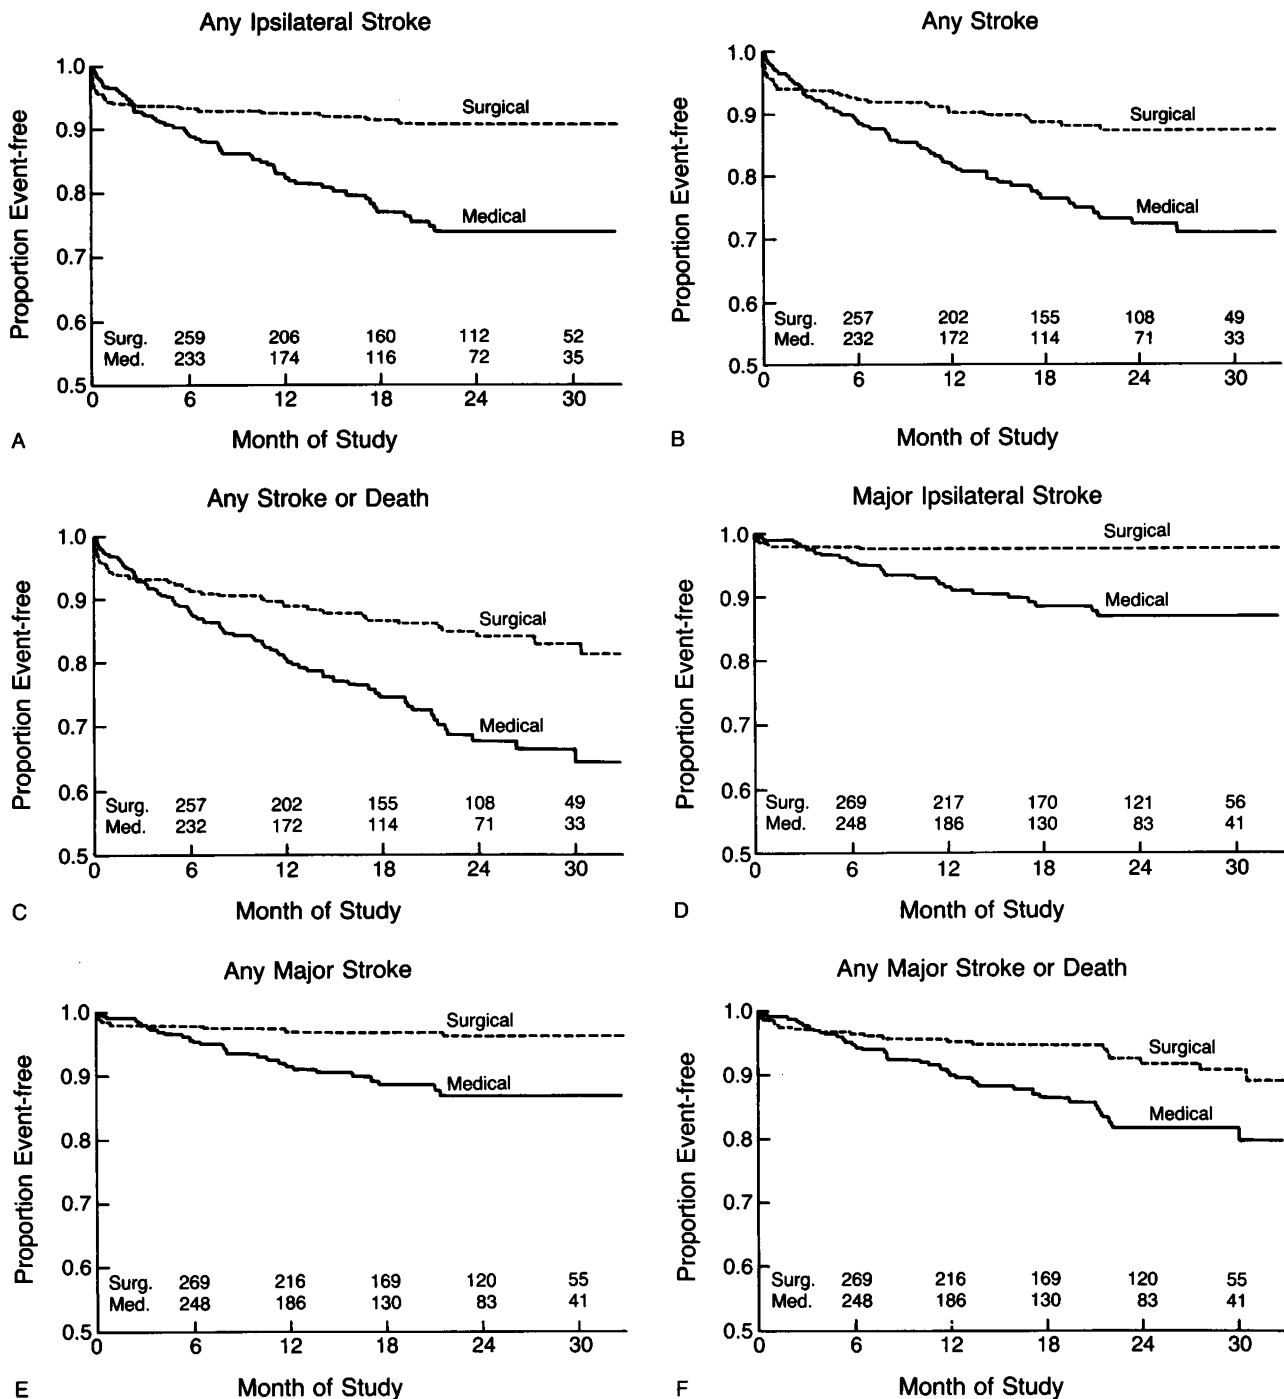 Any Ipsilateral Stroke
Proportion Event-free
1.0
0.9
0.8
0.7
0.6
0.5
Surgical
Medical
Surg. 259 206 160 112 52
Med. 233 174 116 72 35
0 6 12 18 24 30
A Month of Study
Any Stroke
Proportion Event-free
1.0
0.9
0.8
0.7
0.6
0.5
Surgical
Medical
Surg. 257 202 155 108 49
Med. 232 172 114 71 33
0 6 12 18 24 30
B Month of Study
Any Stroke or Death
Proportion Event-free
1.0
0.9
0.8
0.7
0.6
0.5
Surgical
Medical
Surg. 257 202 155 108 49
Med. 232 172 114 71 33
0 6 12 18 24 30
C Month of Study
Major Ipsilateral Stroke
Proportion Event-free
1.0
0.9
0.8
0.7
0.6
0.5
Surgical
Medical
Surg. 269 217 170 121 56
Med. 248 186 130 83 41
0 6 12 18 24 30
D Month of Study
Any Major Stroke
Proportion Event-free
1.0
0.9
0.8
0.7
0.6
0.5
Surgical
Medical
Surg. 269 216 169 120 55
Med. 248 186 130 83 41
0 6 12 18 24 30
E Month of Study
Any Major Stroke or Death
Proportion Event-free
1.0
0.9
0.8
0.7
0.6
0.5
Surgical
Medical
Surg. 269 216 169 120 55
Med. 248 186 130 83 41
0 6 12 18 24 30
F Month of Study